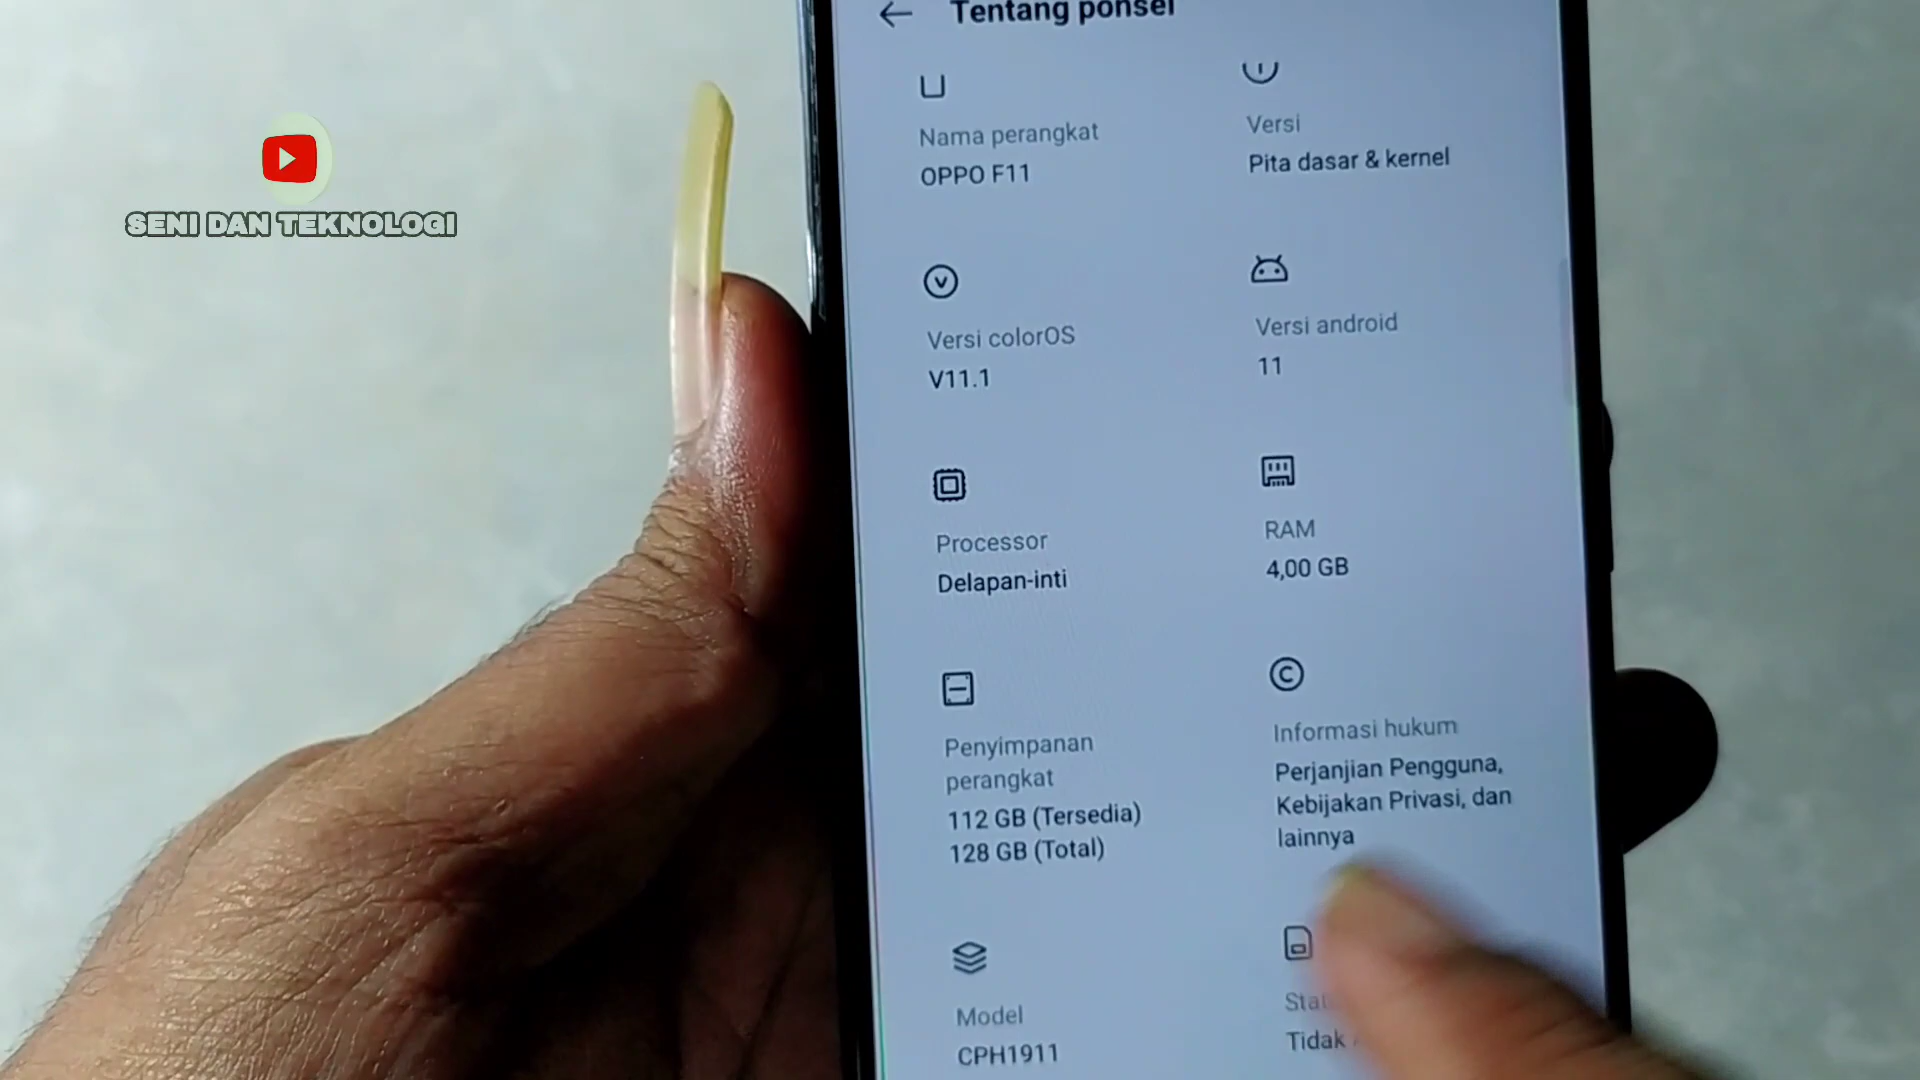 Tentang ponsel
Nama perangkat
OPPO F11
Versi
Pita dasar & kernel
SENI DAN TEKNOLOGI
Versi colorOS
V11.1
Versi android
11
Processor
Delapan-inti
RAM
4,00 GB
Penyimpanan
perangkat
112 GB (Tersedia)
128 GB (Total)
Informasi hukum
Perjanjian Pengguna,
Kebijakan Privasi, dan
lainnya
Model
CPH1911
Tidak